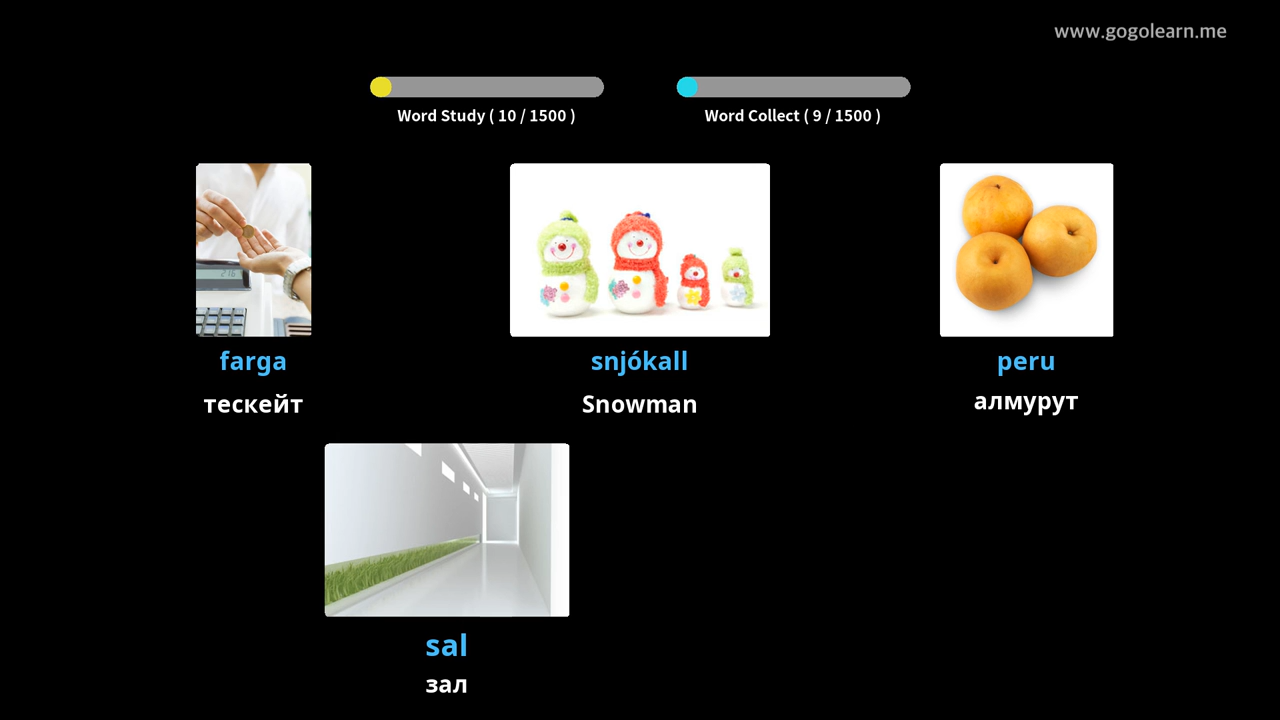 www.gogolearn.me
Word Study ( 10 / 1500 )
Word Collect ( 9 / 1500 )
farga
тескейт
snjókall
Snowman
peru
алмурут
sal
зал